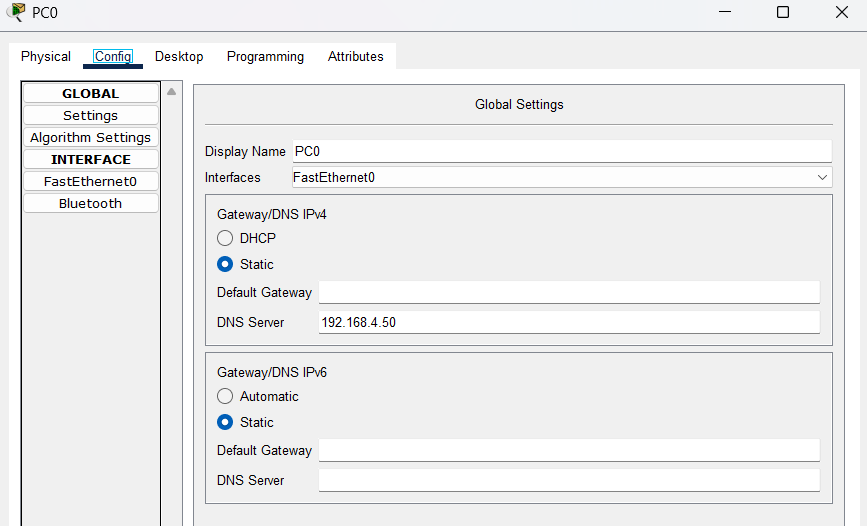 PC0
Physical Config Desktop Programming Attributes
GLOBAL
Settings
Algorithm Settings
INTERFACE
FastEthernet0
Bluetooth
Global Settings
Display Name PC0
Interfaces FastEthernet0
Gateway/DNS IPv4
DHCP
Static
Default Gateway
DNS Server 192.168.4.50
Gateway/DNS IPv6
Automatic
Static
Default Gateway
DNS Server